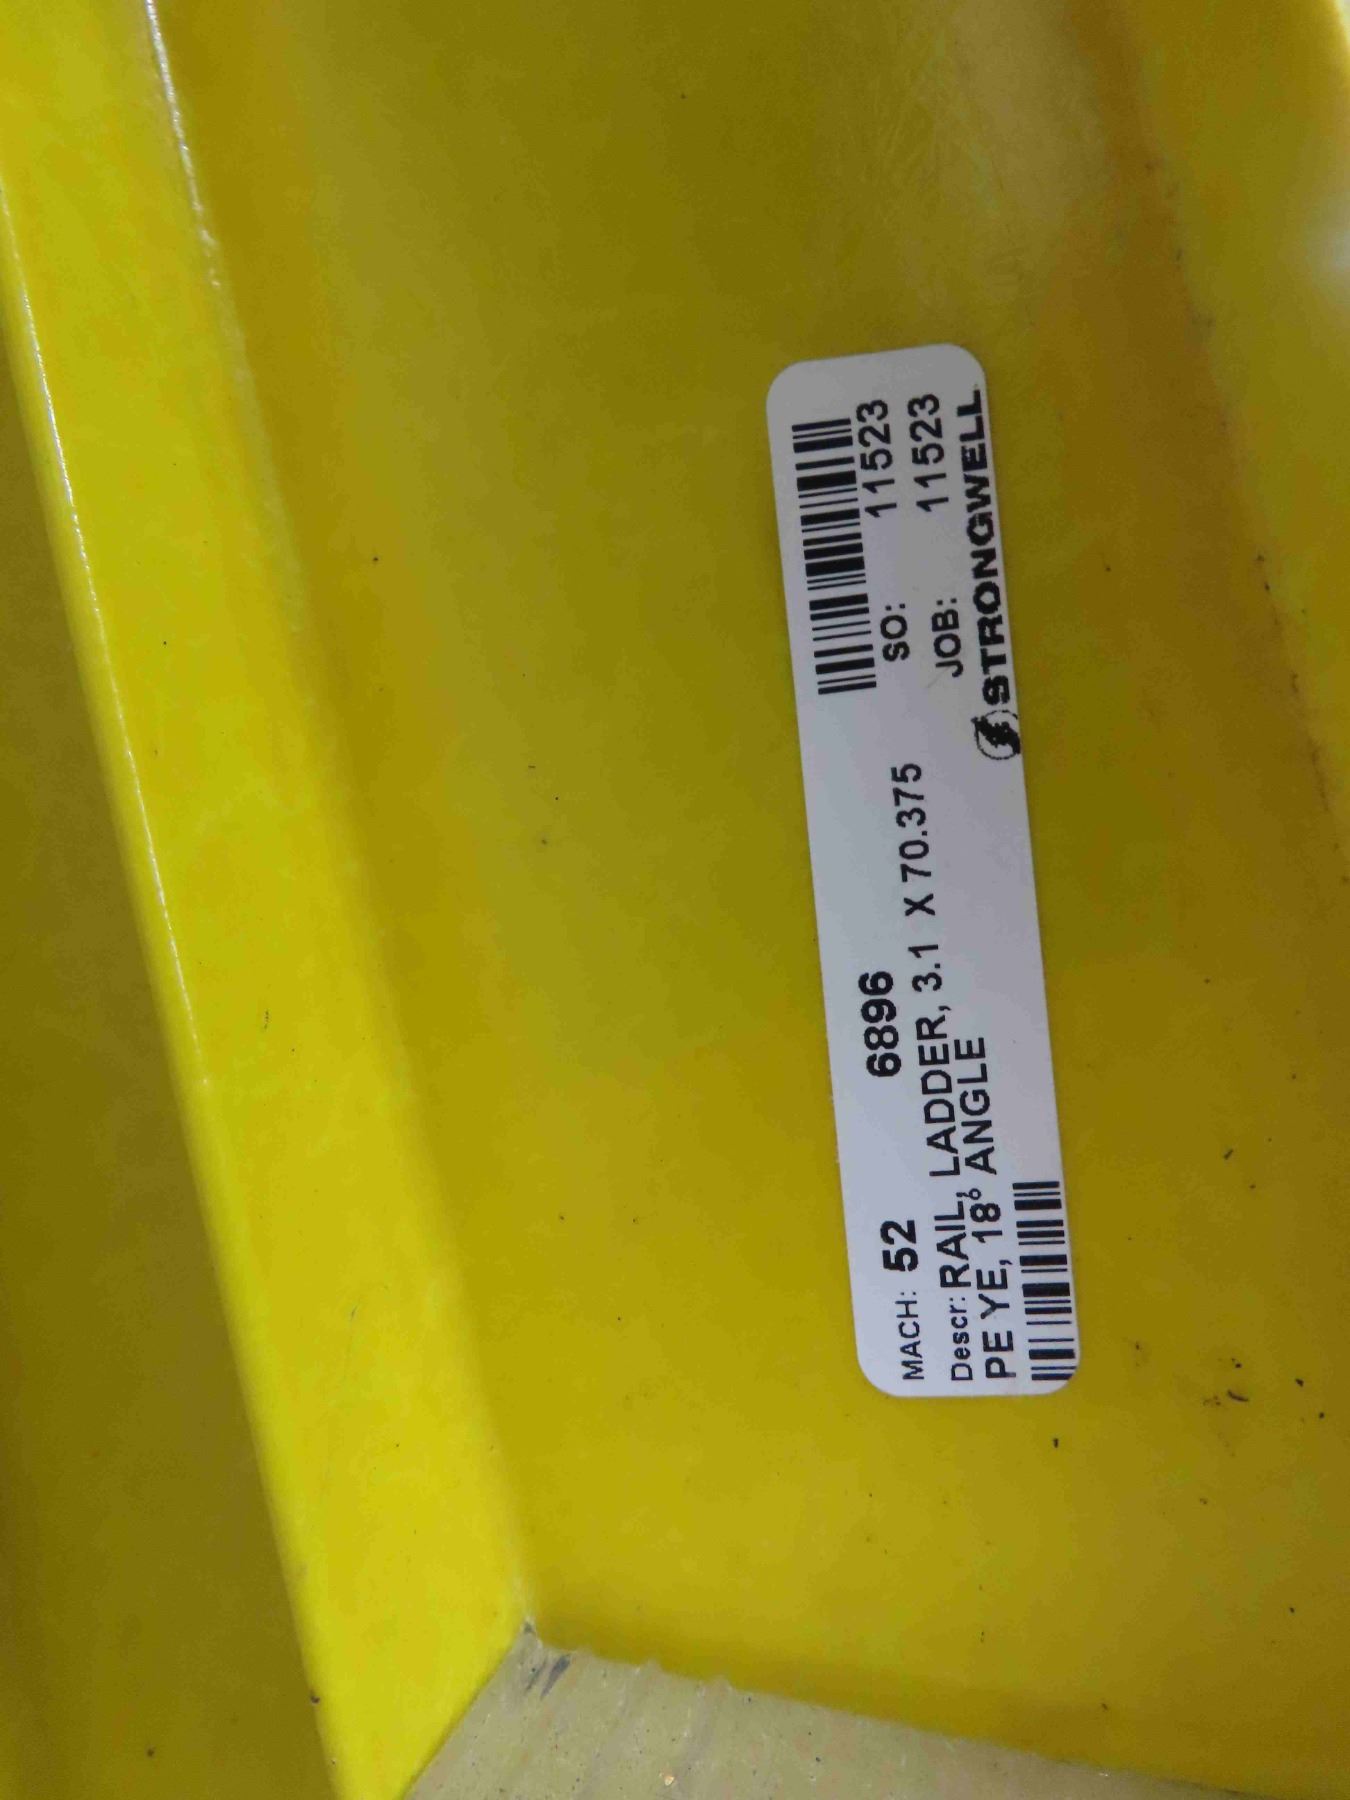 MACH: 52 6896
SO: 11523
Descr: RAIL, LADDER, 3.1 X 70.375
JOB: 11523
PE YE, 18° ANGLE
STRONGWELL